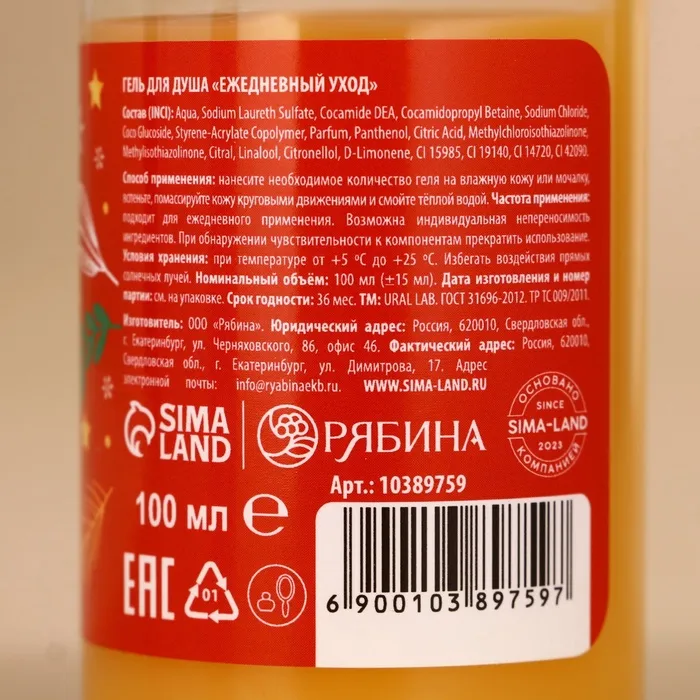 ГЕЛЬ ДЛЯ ДУША «ЕЖЕДНЕВНЫЙ УХОД»
Состав (INCI): Aqua, Sodium Laureth Sulfate, Cocamide DEA, Cocamidopropyl Betaine, Sodium Chloride,
Coco Glucoside, Styrene-Acrylate Copolymer, Parfum, Panthenol, Citric Acid, Methylchloroisothiazolinone,
Methylisothiazolinone, Citral, Linalool, Citronellol, D-Limonene, CI 15985, CI 19140, CI 14720, CI 42090.
Способ применения: нанесите необходимое количество геля на влажную кожу или мочалку,
вспеньте, помассируйте кожу круговыми движениями и смойте тёплой водой. Частота применения:
подходит для ежедневного применения. Возможна индивидуальная непереносимость
ингредиентов. При обнаружении чувствительности к компонентам прекратить использование.
Условия хранения: при температуре от +5 °C до +25 °C. Избегать воздействия прямых
солнечных лучей. Номинальный объём: 100 мл (±15 мл). Дата изготовления и номер
партии: см. на упаковке. Срок годности: 36 мес. ТМ: URAL LAB. ГОСТ 31696-2012. ТР ТС 009/2011.
Изготовитель: ООО «Рябина». Юридический адрес: Россия, 620010, Свердловская обл.,
г. Екатеринбург, ул. Черняховского, 86, офис 46. Фактический адрес: Россия, 620010,
Свердловская обл., г. Екатеринбург, ул. Димитрова, 17. Адрес
электронной почты: info@ryabinaekb.ru. WWW.SIMA-LAND.RU
SIMA
LAND
РЯБИНА
ОСНОВАНО
SINCE
SIMA-LAND
2023
КОМПАНИЕЙ
Арт.: 10389759
100 мл e
EAC
01
6 900103 897597